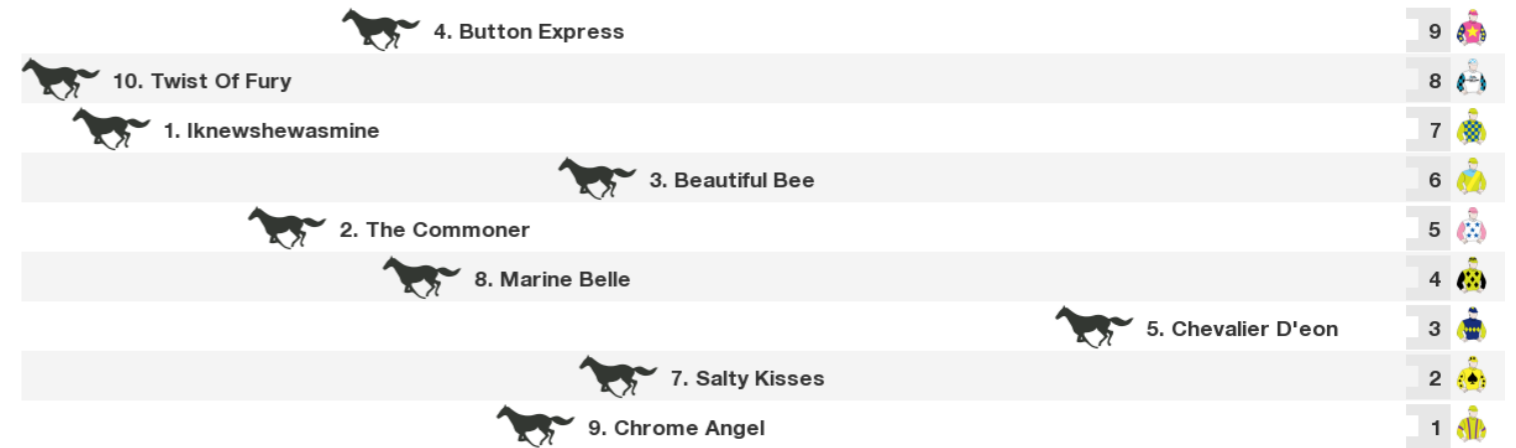 4. Button Express 9
10. Twist Of Fury 8
1. Iknewshewasmine 7
3. Beautiful Bee 6
2. The Commoner 5
8. Marine Belle 4
5. Chevalier D'eon 3
7. Salty Kisses 2
9. Chrome Angel 1